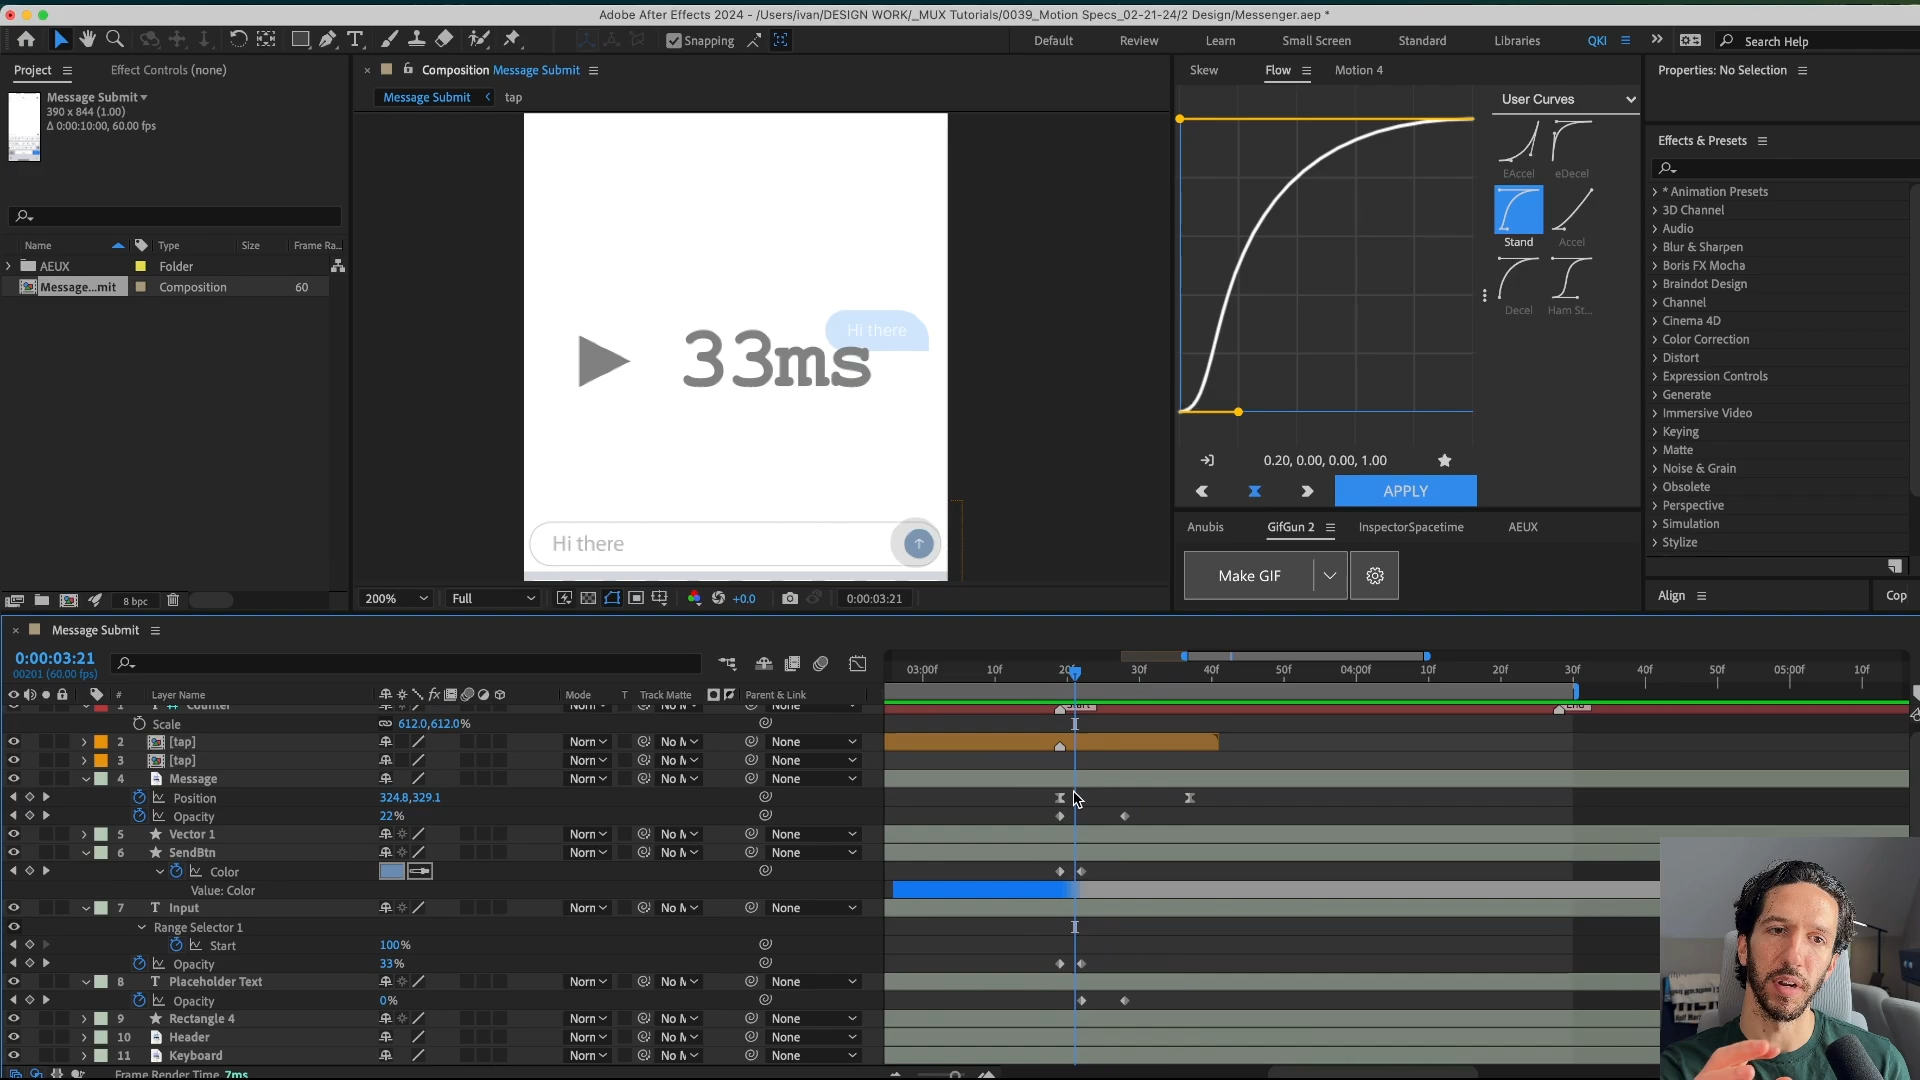 Adobe After Effects 2024 - /Users/ivan/DESIGN WORK/_MUX Tutorials/0039_Motion Specs_02-21-24/2 Design/Messenger.aep *
Snapping
Default Review Learn Small Screen Standard Libraries QKI
Search Help
Project Effect Controls (none)
Message Submit
390 x 844 (1.00)
Δ 0:00:10:00, 60.00 fps
Name Type Size Frame Ra...
AEUX Folder
Message...mit Composition 60
8 bpc
Composition Message Submit
Message Submit tap
Hi there
33ms
Hi there
200% Full +0.0 0:00:03:21
Skew Flow Motion 4
User Curves
EAccel eDecel
Stand Accel
Decel Ham St...
0.20, 0.00, 0.00, 1.00
APPLY
Anubis GifGun 2 InspectorSpacetime AEUX
Make GIF
Properties: No Selection
Effects & Presets
* Animation Presets
3D Channel
Audio
Blur & Sharpen
Boris FX Mocha
Braindot Design
Channel
Cinema 4D
Color Correction
Distort
Expression Controls
Generate
Immersive Video
Keying
Matte
Noise & Grain
Obsolete
Perspective
Simulation
Stylize
Align Cop
Message Submit
0:00:03:21
00201 (60.00 fps)
03:00f 10f 20f 30f 40f 50f 04:00f 10f 20f 30f 40f 50f 05:00f 10f
# Layer Name fx Mode T Track Matte Parent & Link
1 T # Counter
Scale 612.0,612.0%
2 [tap] Norn No M None
3 [tap] Norn No M None
4 Message Norn No M None
Position 324.8,329.1
Opacity 22%
5 Vector 1 Norn No M None
6 SendBtn Norn No M None
Color
Value: Color
7 T Input Norn No M None
Range Selector 1
Start 100%
Opacity 33%
8 T Placeholder Text Norn No M None
Opacity 0%
9 Rectangle 4 Norn No M None
10 Header Norn No M None
11 Keyboard Norn No M None
Frame Render Time 7ms